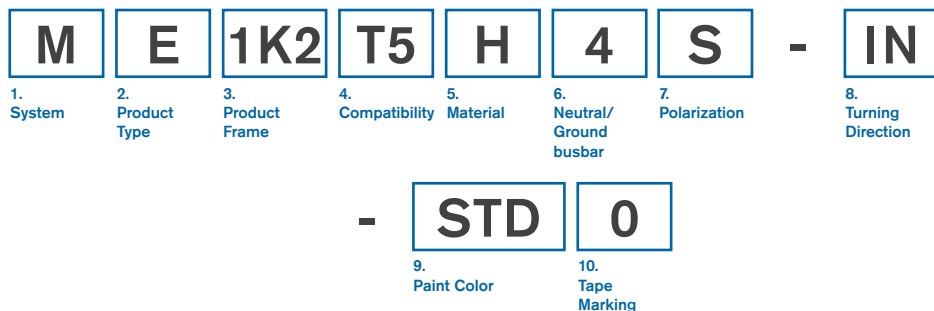 M E 1K2 T5 H 4 S - IN
1. 2. 3. 4. 5. 6. 7. 8.
System Product Product Compatibility Material Neutral/ Polarization Turning
Type Frame Ground Direction
busbar
- STD 0
9. 10.
Paint Color Tape
Marking